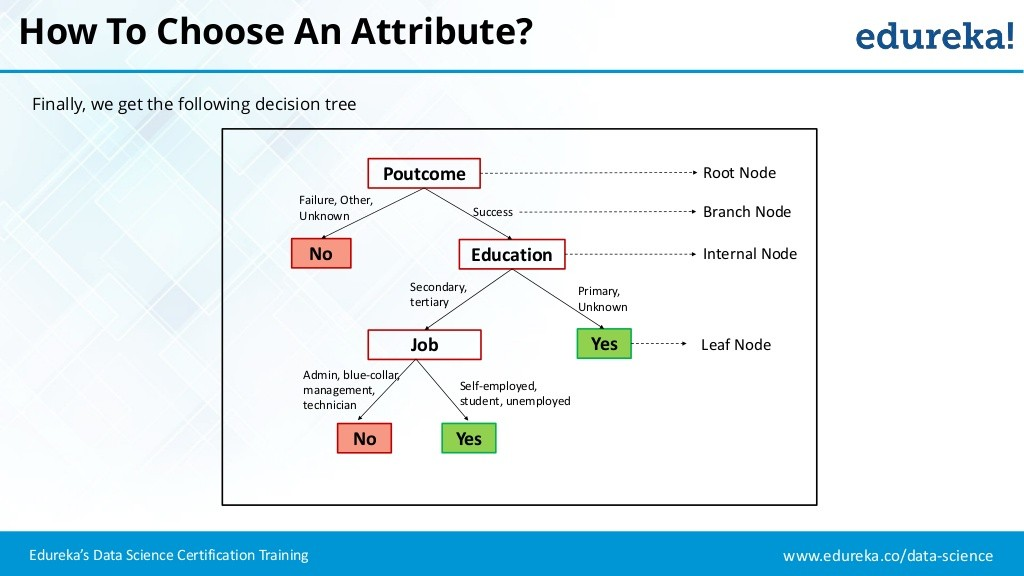 How To Choose An Attribute?
edureka!
Finally, we get the following decision tree
Poutcome
Root Node
Failure, Other,
Unknown
Success
Branch Node
No
Education
Internal Node
Secondary,
tertiary
Primary,
Unknown
Job
Yes
Leaf Node
Admin, blue-collar,
management,
technician
Self-employed,
student, unemployed
No
Yes
Edureka's Data Science Certification Training
www.edureka.co/data-science